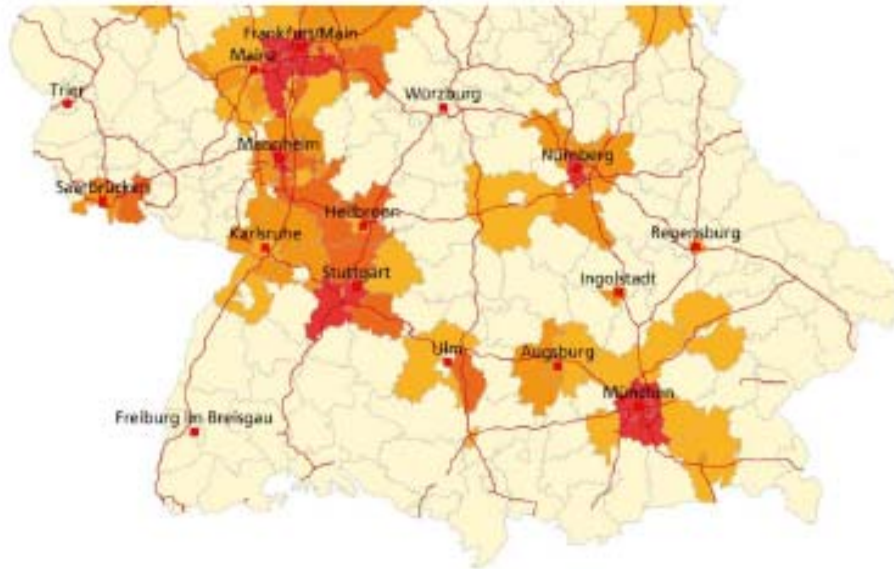 Frankfurt/Main
Mainz
Trier
Würzburg
Mannheim
Nürnberg
Saarbrücken
Heilbronn
Karlsruhe
Regensburg
Stuttgart
Ingolstadt
Ulm
Augsburg
München
Freiburg im Breisgau